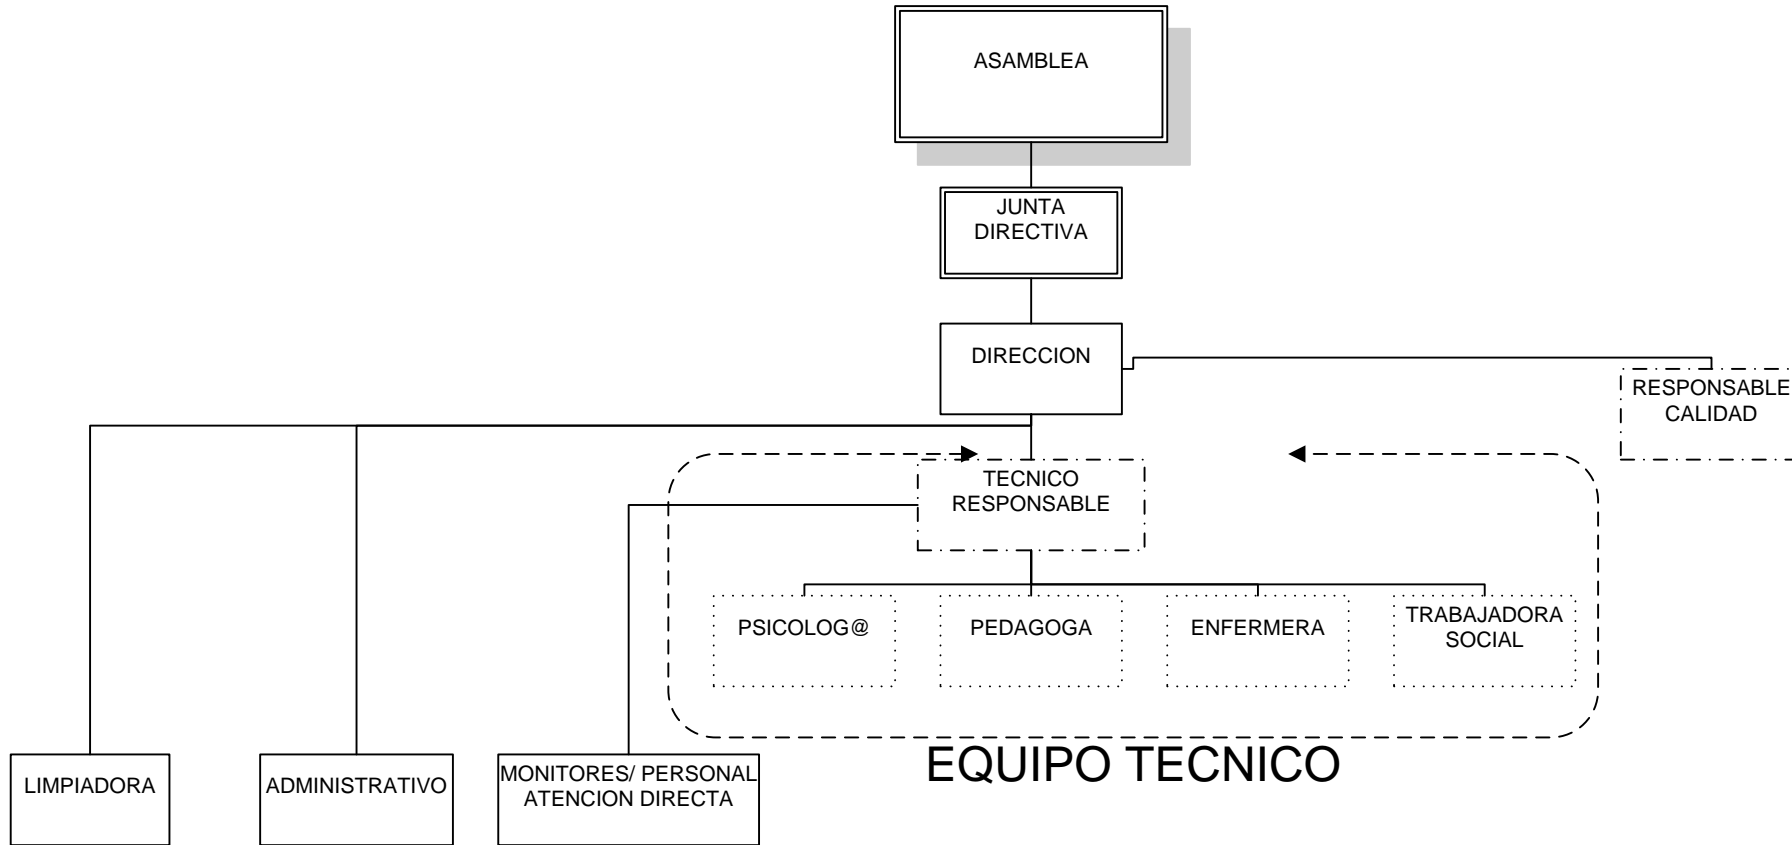 ASAMBLEA
JUNTA
DIRECTIVA
DIRECCION
RESPONSABLE
CALIDAD
TECNICO
RESPONSABLE
PSICOLOG@
PEDAGOGA
ENFERMERA
TRABAJADORA
SOCIAL
EQUIPO TECNICO
LIMPIADORA
ADMINISTRATIVO
MONITORES/ PERSONAL
ATENCION DIRECTA